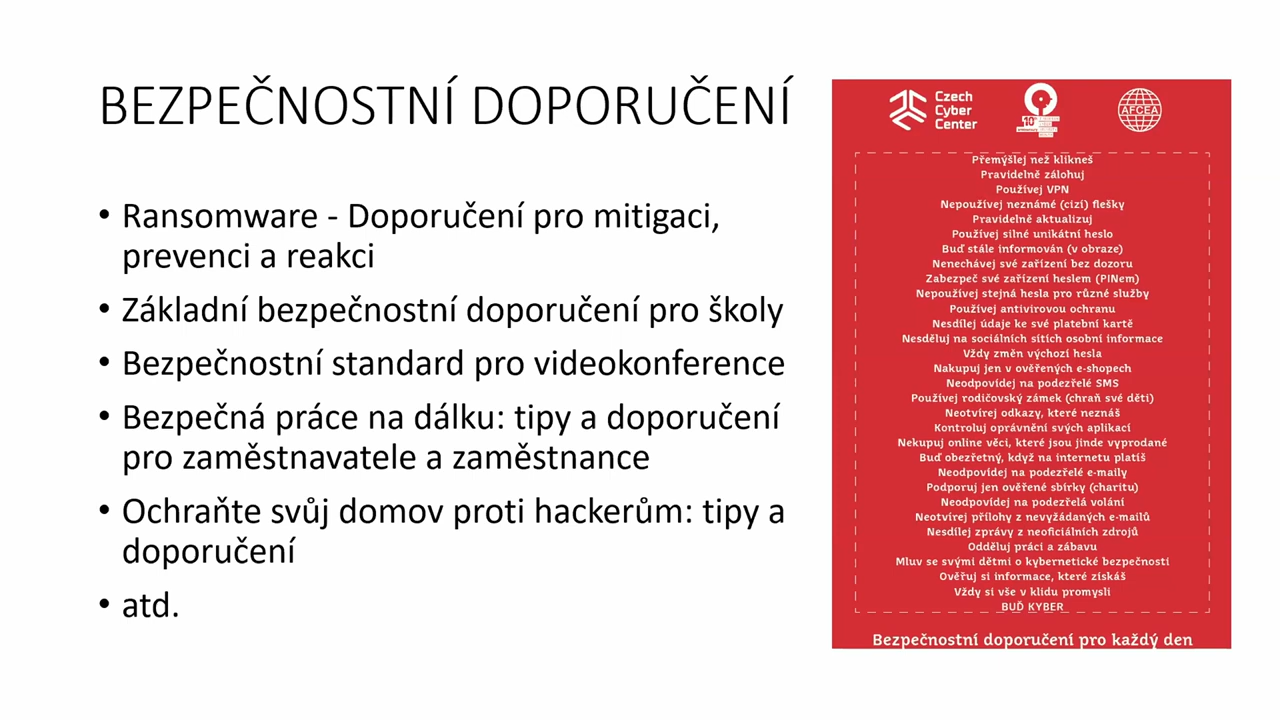 BEZPEČNOSTNÍ DOPORUČENÍ
• Ransomware - Doporučení pro mitigaci,
prevenci a reakci
• Základní bezpečnostní doporučení pro školy
• Bezpečnostní standard pro videokonference
• Bezpečná práce na dálku: tipy a doporučení
pro zaměstnavatele a zaměstnance
• Ochraňte svůj domov proti hackerům: tipy a
doporučení
• atd.
Czech
Cyber
Center
10
AFCEA
Přemýšlej než klikneš
Pravidelně zálohuj
Používej VPN
Nepoužívej neznámé (cizí) flešky
Pravidelně aktualizuj
Používej silné unikátní heslo
Buď stále informován (v obraze)
Nenechávej své zařízení bez dozoru
Zabezpeč své zařízení heslem (PINem)
Nepoužívej stejná hesla pro různé služby
Používej antivirovou ochranu
Nesdílej údaje ke své platební kartě
Nesděluj na sociálních sítích osobní informace
Vždy změn výchozí hesla
Nakupuj jen v ověřených e-shopech
Neodpovídej na podezřelé SMS
Používej rodičovský zámek (chraň své děti)
Neotvírej odkazy, které neznáš
Kontroluj oprávnění svých aplikací
Nekupuj online věci, které jsou jinde vyprodané
Buď obezřetný, když na internetu platíš
Neodpovídej na podezřelé e-maily
Podporuj jen ověřené sbírky (charitu)
Neodpovídej na podezřelá volání
Neotvírej přílohy z nevyžádaných e-mailů
Nesdílej zprávy z neoficiálních zdrojů
Odděluj práci a zábavu
Mluv se svými dětmi o kybernetické bezpečnosti
Ověřuj si informace, které získáš
Vždy si vše v klidu promysli
BUĎ KYBER
Bezpečnostní doporučení pro každý den